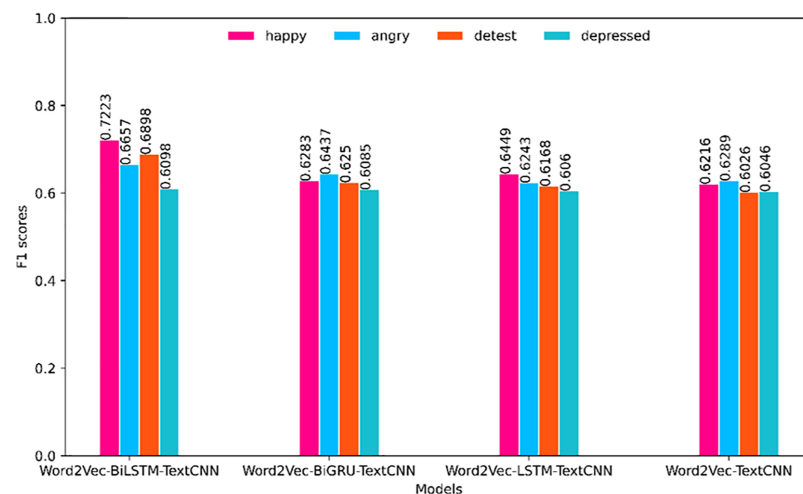 1.0
happy
angry
detest
depressed
0.8
0.6
0.4
0.2
0.0
F1 scores
0.7223
0.6657
0.6898
0.6098
0.6283
0.6437
0.625
0.6085
0.6449
0.6243
0.6168
0.606
0.6216
0.6289
0.6026
0.6046
Word2Vec-BiLSTM-TextCNN
Word2Vec-BiGRU-TextCNN
Word2Vec-LSTM-TextCNN
Word2Vec-TextCNN
Models